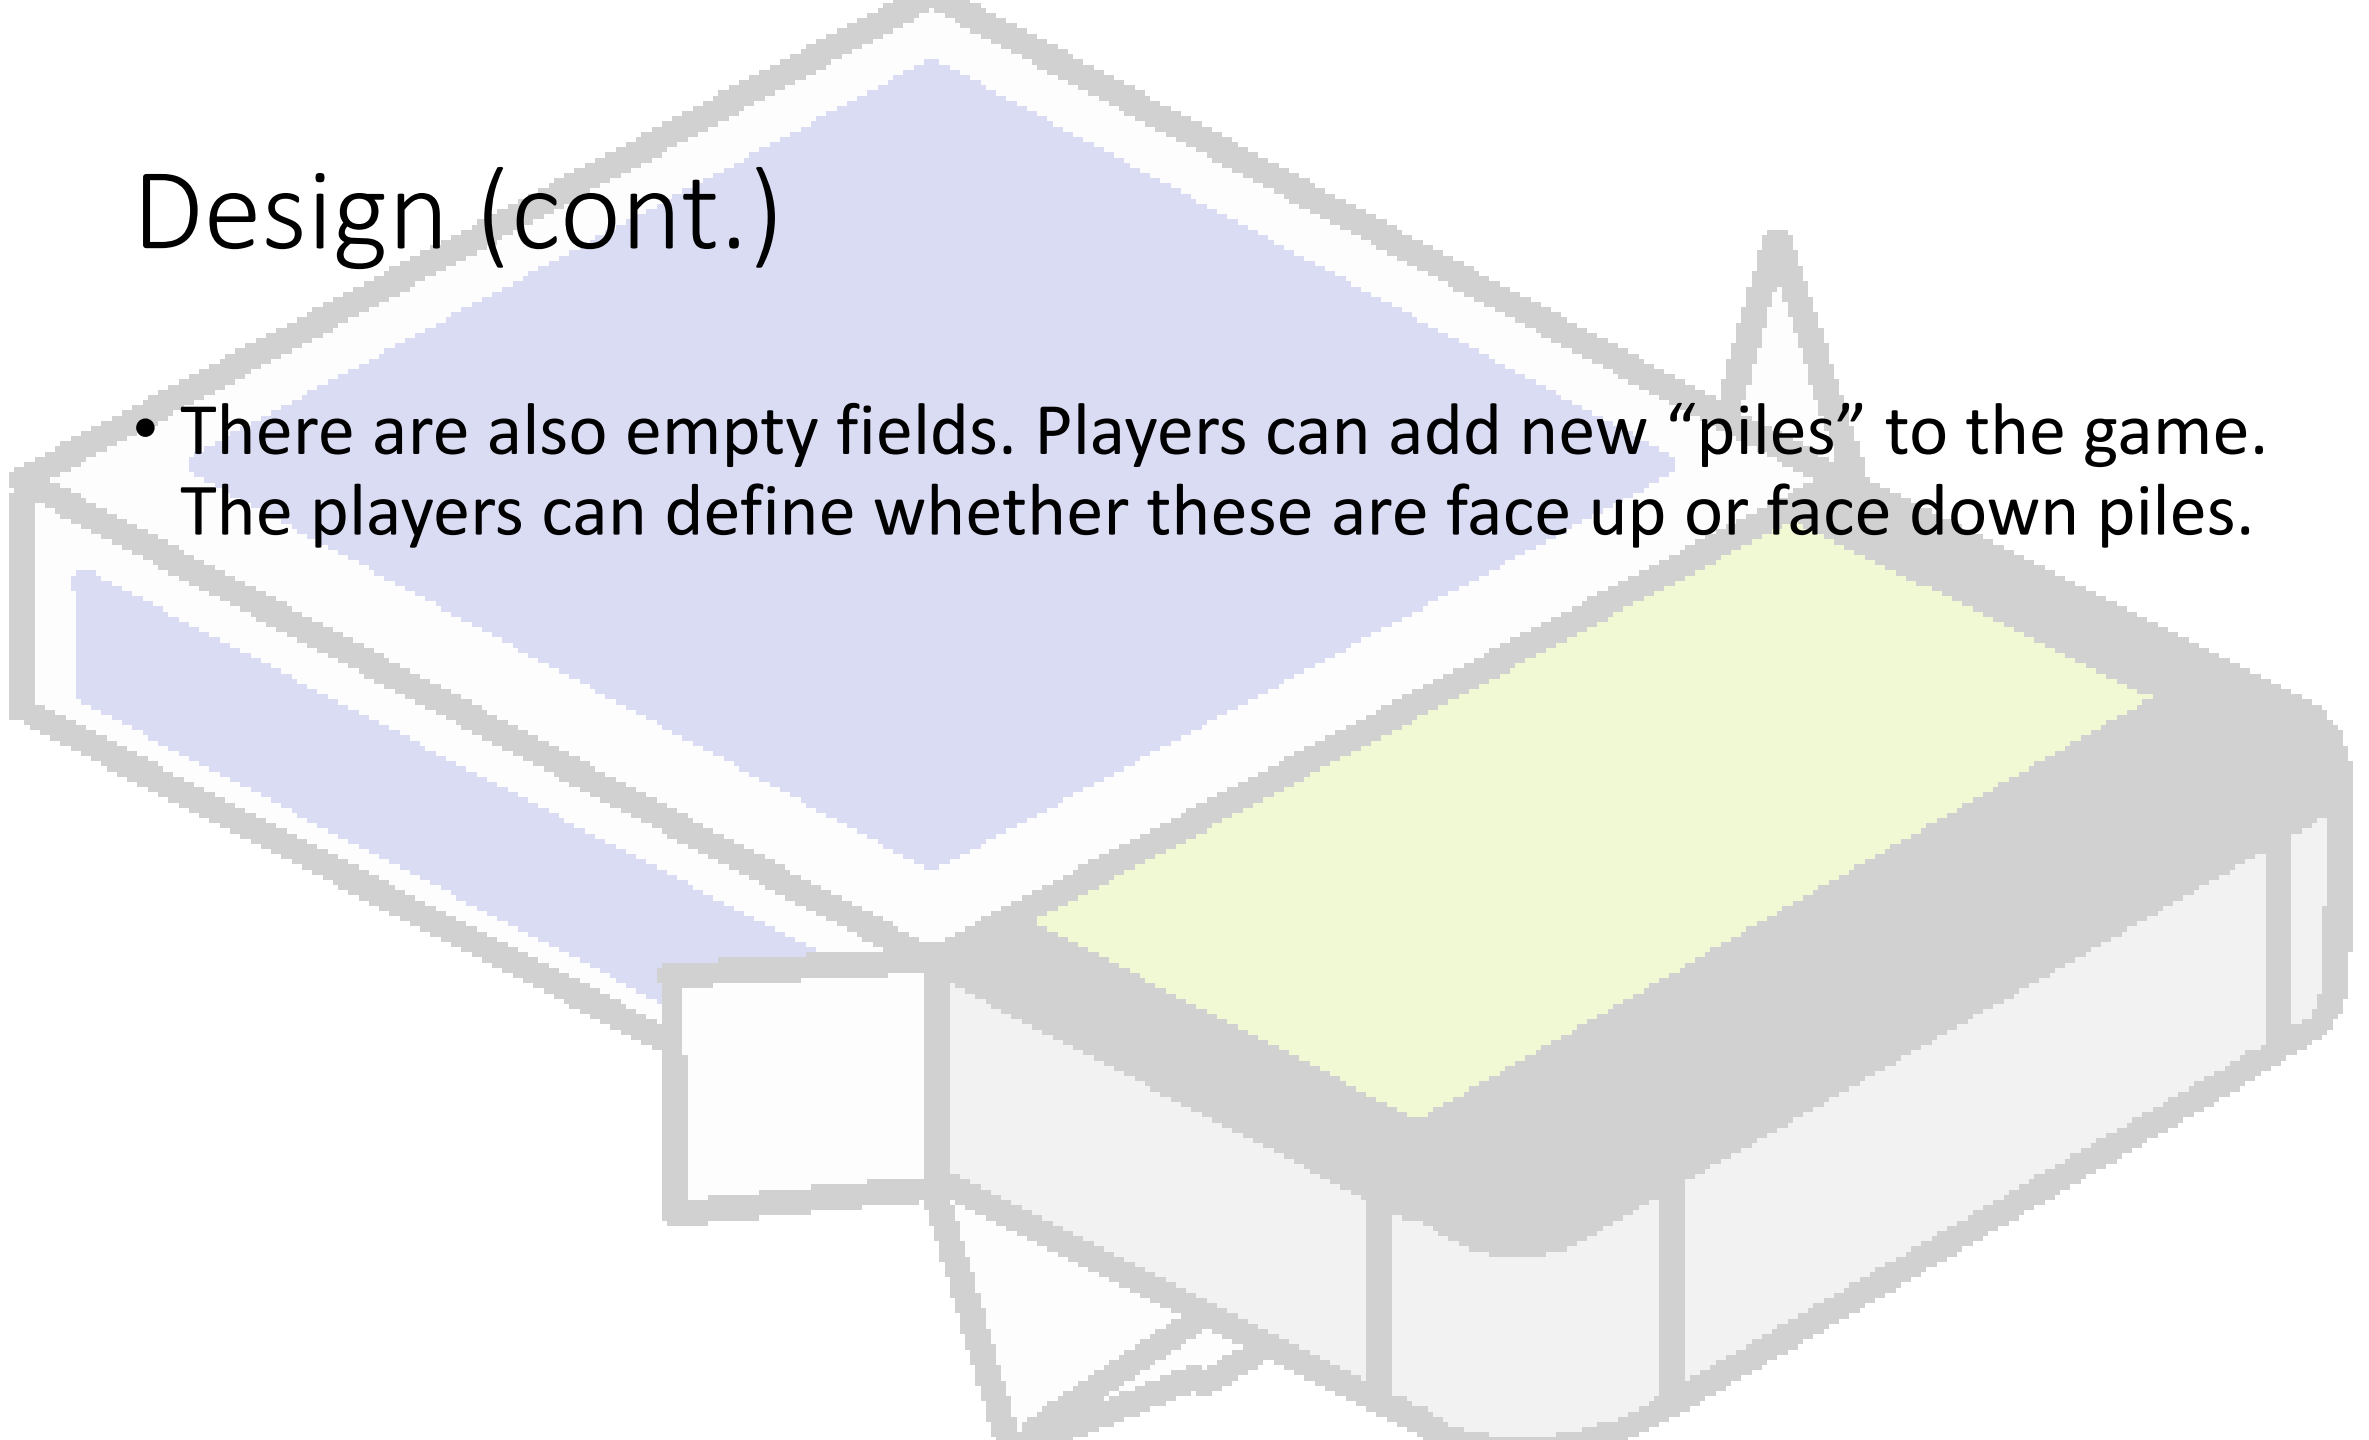 Design (cont.)
• There are also empty fields. Players can add new “piles” to the game.
The players can define whether these are face up or face down piles.